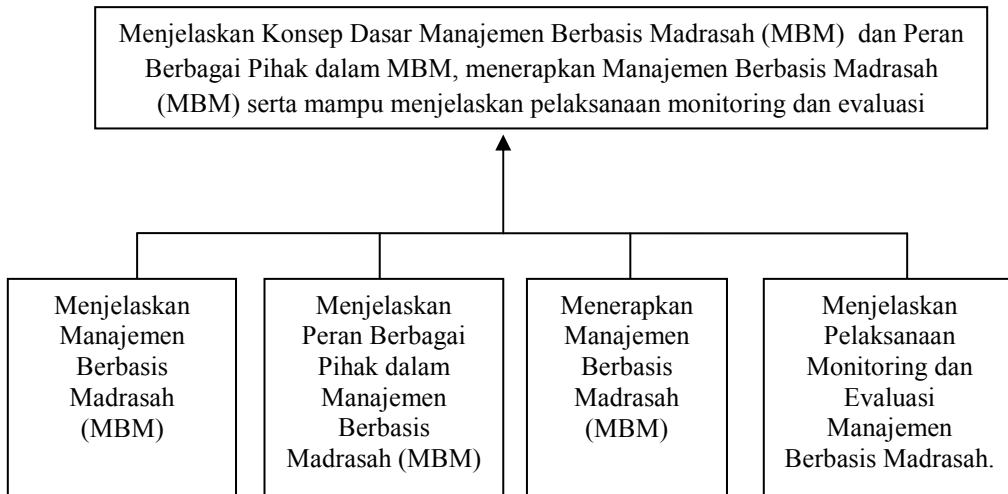 Menjelaskan Konsep Dasar Manajemen Berbasis Madrasah (MBM)  dan Peran
Berbagai Pihak dalam MBM, menerapkan Manajemen Berbasis Madrasah
(MBM) serta mampu menjelaskan pelaksanaan monitoring dan evaluasi
Menjelaskan
Manajemen
Berbasis
Madrasah
(MBM)
Menjelaskan
Peran Berbagai
Pihak dalam
Manajemen
Berbasis
Madrasah (MBM)
Menerapkan
Manajemen
Berbasis
Madrasah
(MBM)
Menjelaskan
Pelaksanaan
Monitoring dan
Evaluasi
Manajemen
Berbasis Madrasah.